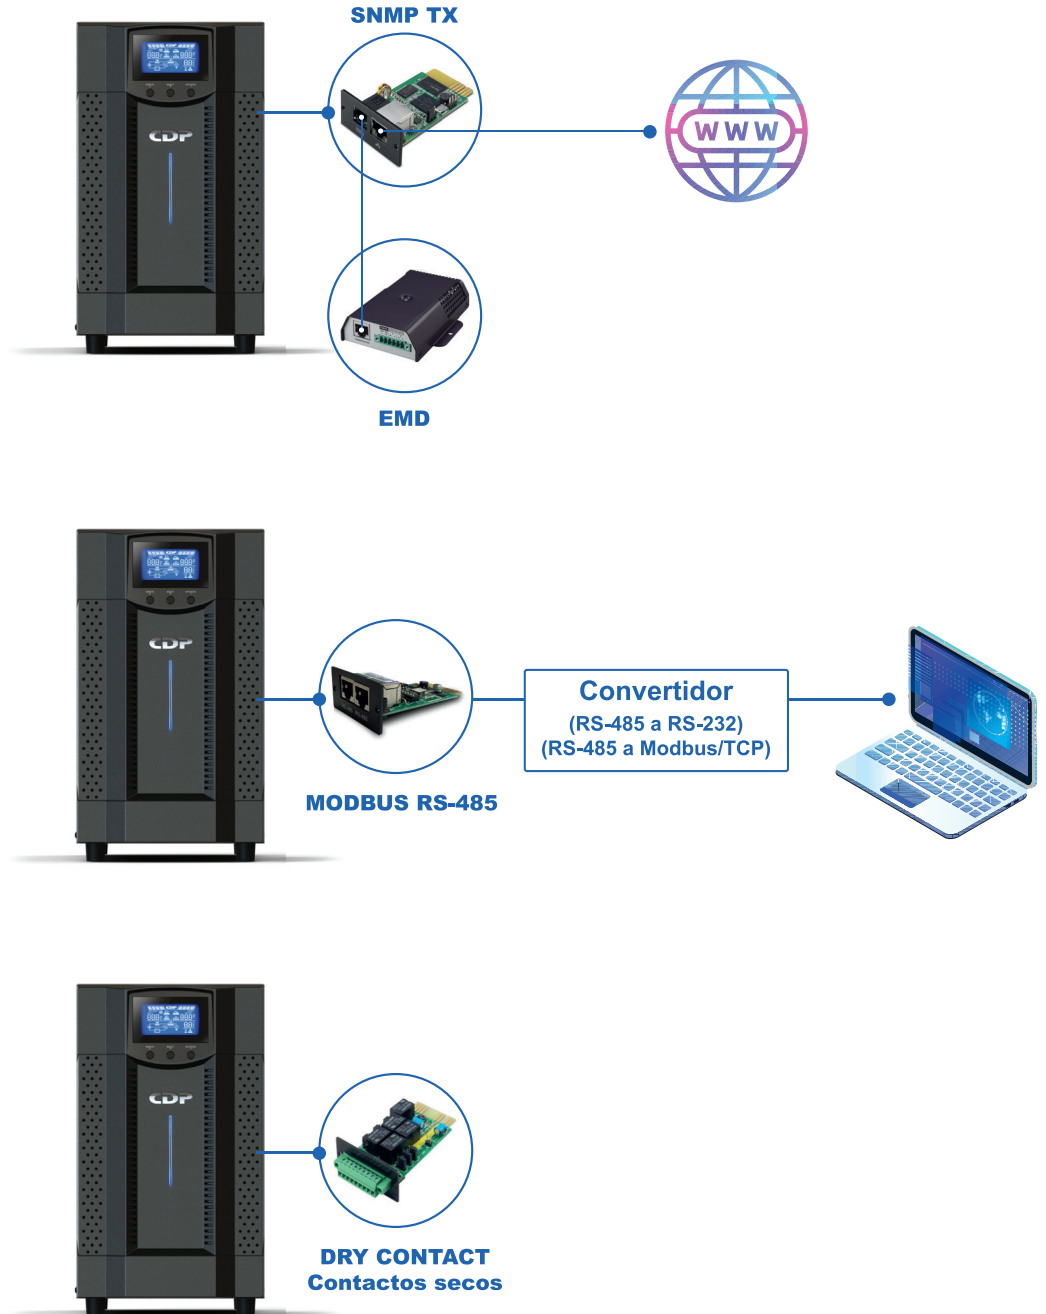 SNMP TX
CDP
WWW
EMD
CDP
Convertidor
(RS-485 a RS-232)
(RS-485 a Modbus/TCP)
MODBUS RS-485
CDP
DRY CONTACT
Contactos secos